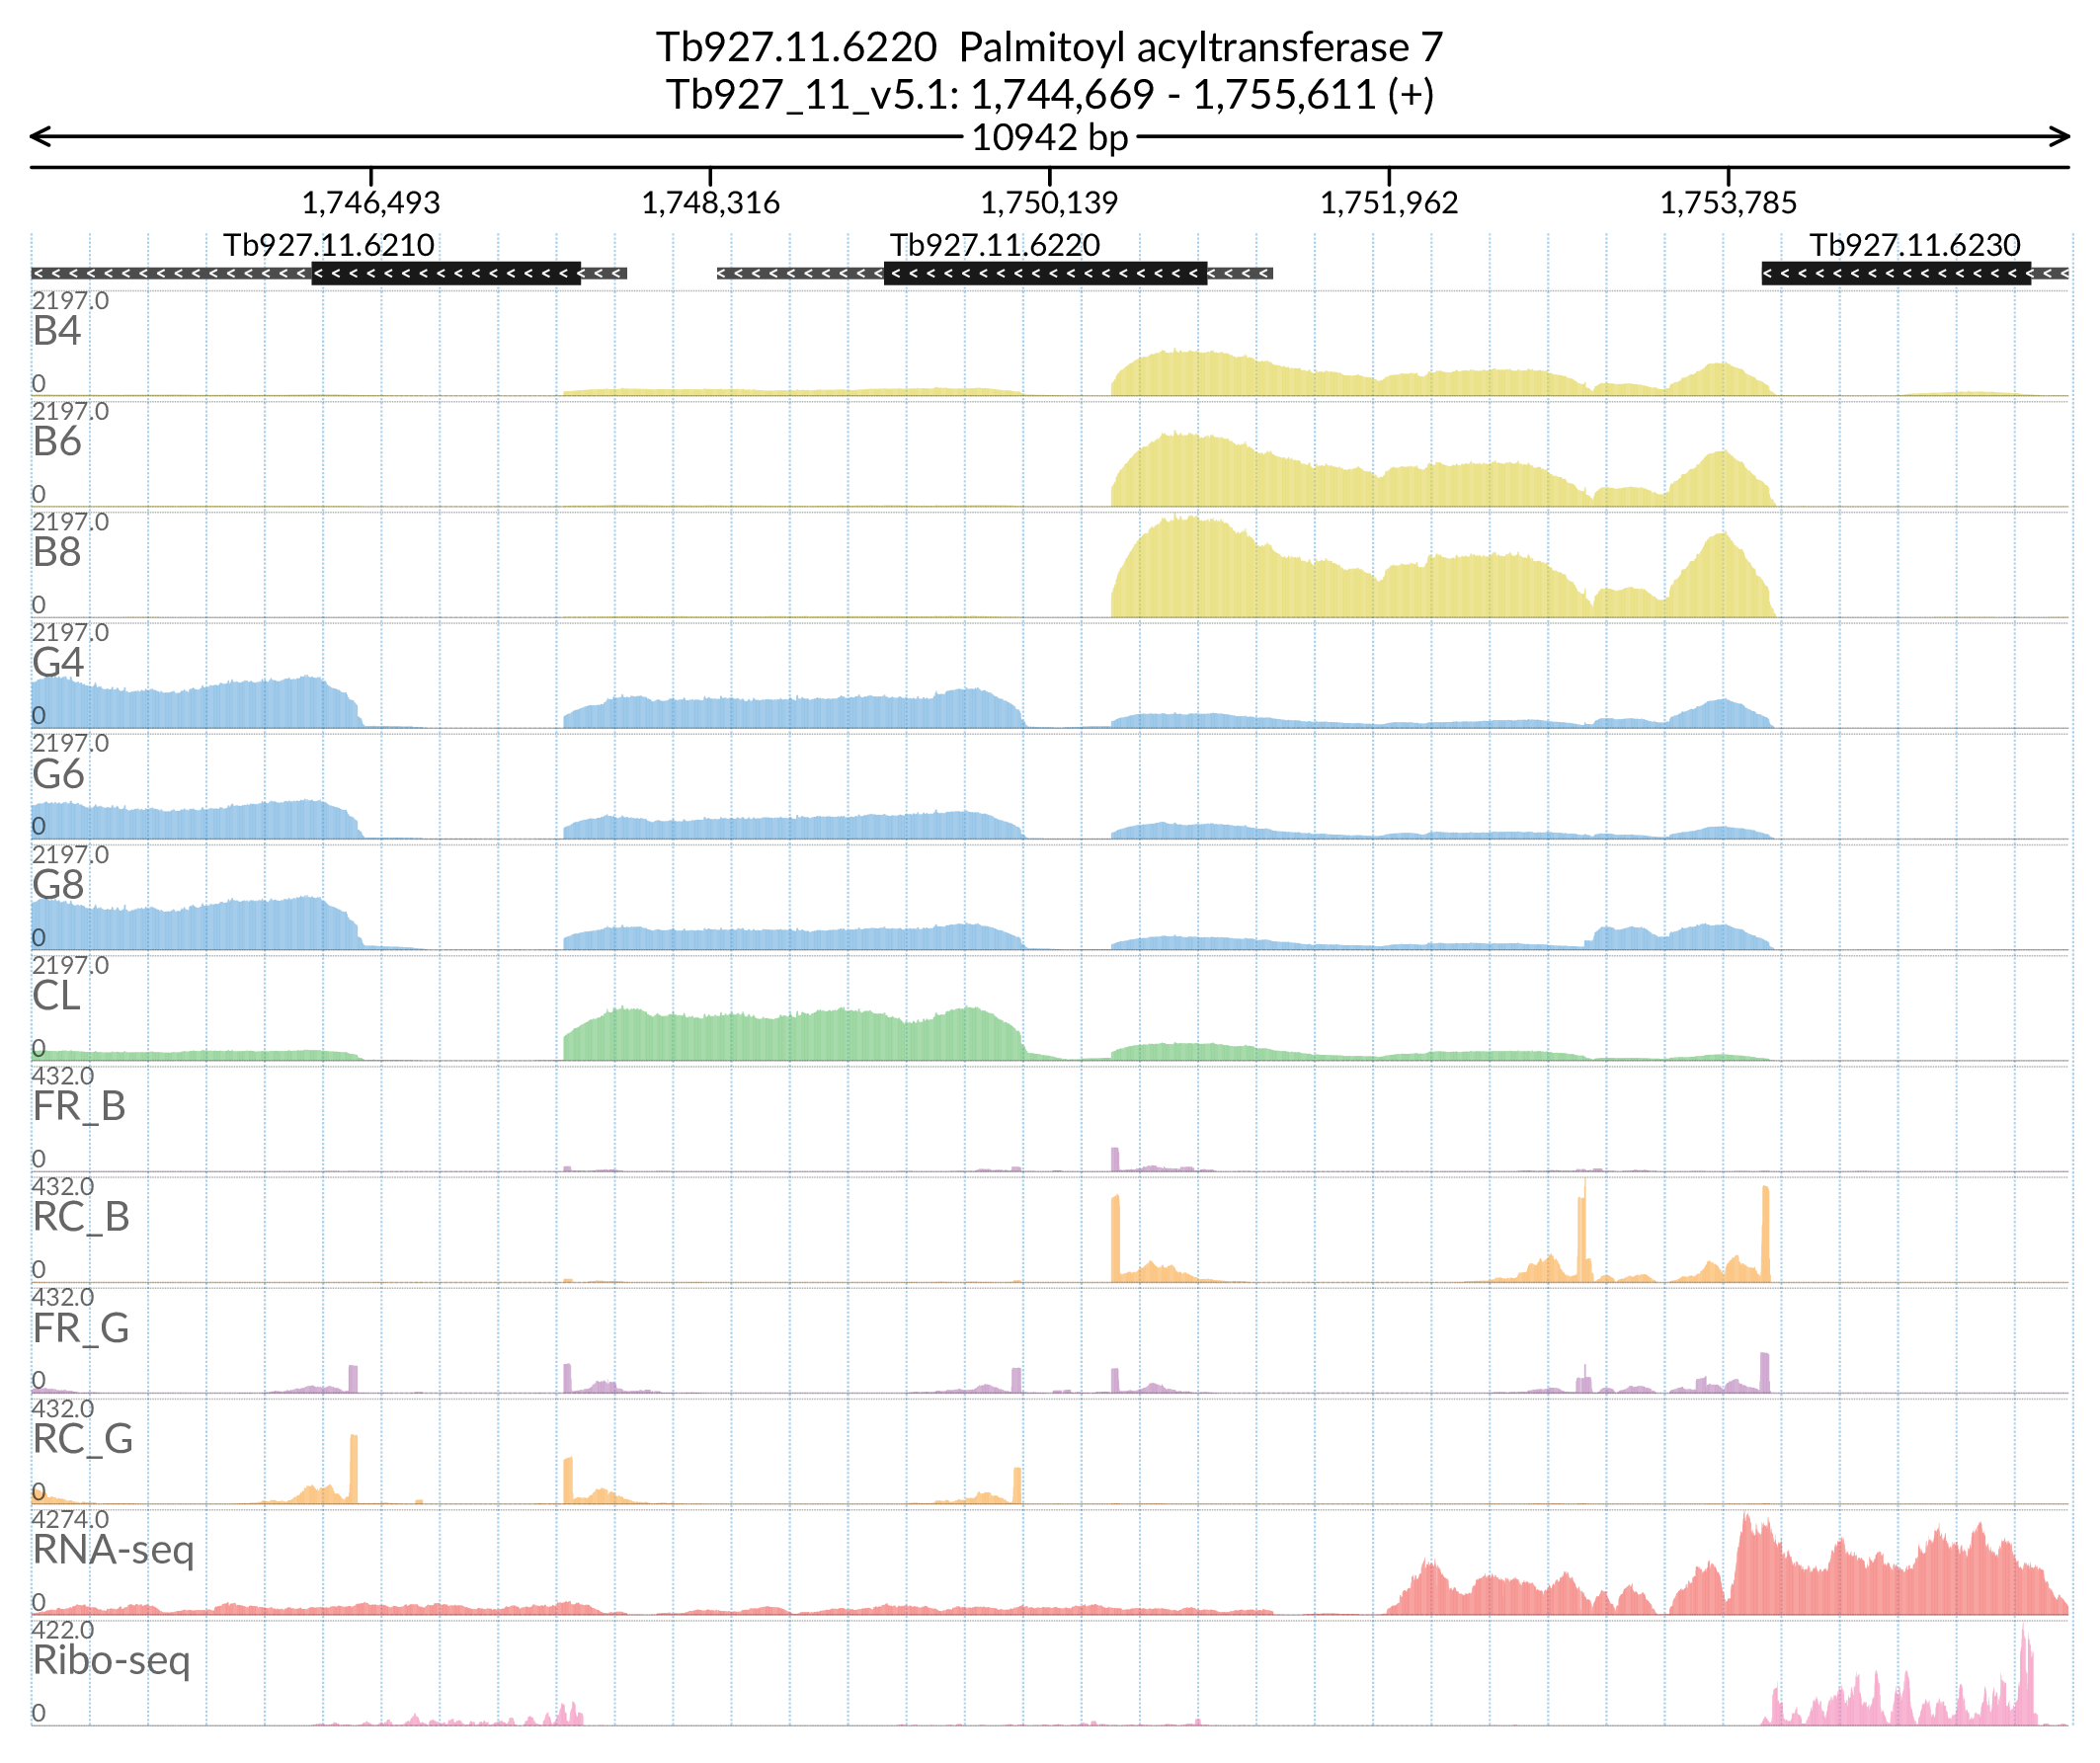 Tb927.11.6220  Palmitoyl acyltransferase 7
Tb927_11_v5.1: 1,744,669 - 1,755,611 (+)
10942 bp
1,746,493 1,748,316 1,750,139 1,751,962 1,753,785
Tb927.11.6210 Tb927.11.6220 Tb927.11.6230
2197.0
B4
0
2197.0
B6
0
2197.0
B8
0
2197.0
G4
0
2197.0
G6
0
2197.0
G8
0
2197.0
CL
0
432.0
FR_B
0
432.0
RC_B
0
432.0
FR_G
0
432.0
RC_G
0
4274.0
RNA-seq
0
422.0
Ribo-seq
0